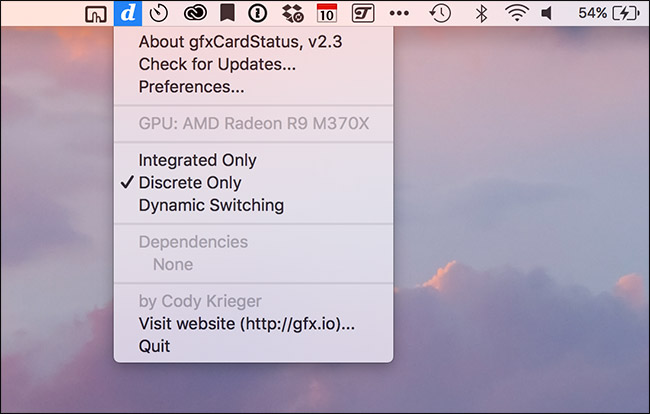 d
10
54%
About gfxCardStatus, v2.3
Check for Updates...
Preferences...
GPU: AMD Radeon R9 M370X
Integrated Only
✓ Discrete Only
Dynamic Switching
Dependencies
None
by Cody Krieger
Visit website (http://gfx.io)...
Quit